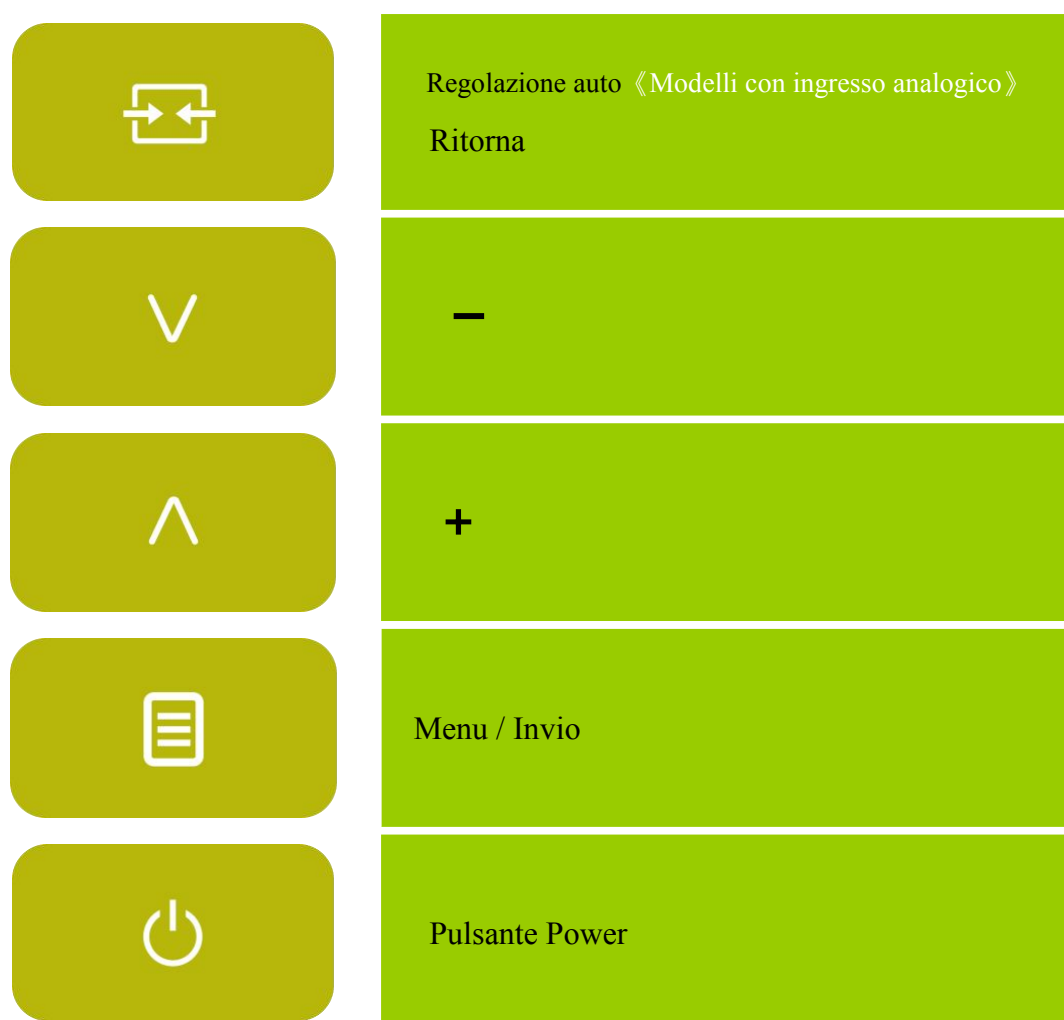 Regolazione auto《Modelli con ingresso analogico》
Ritorna
−
+
Menu / Invio
Pulsante Power